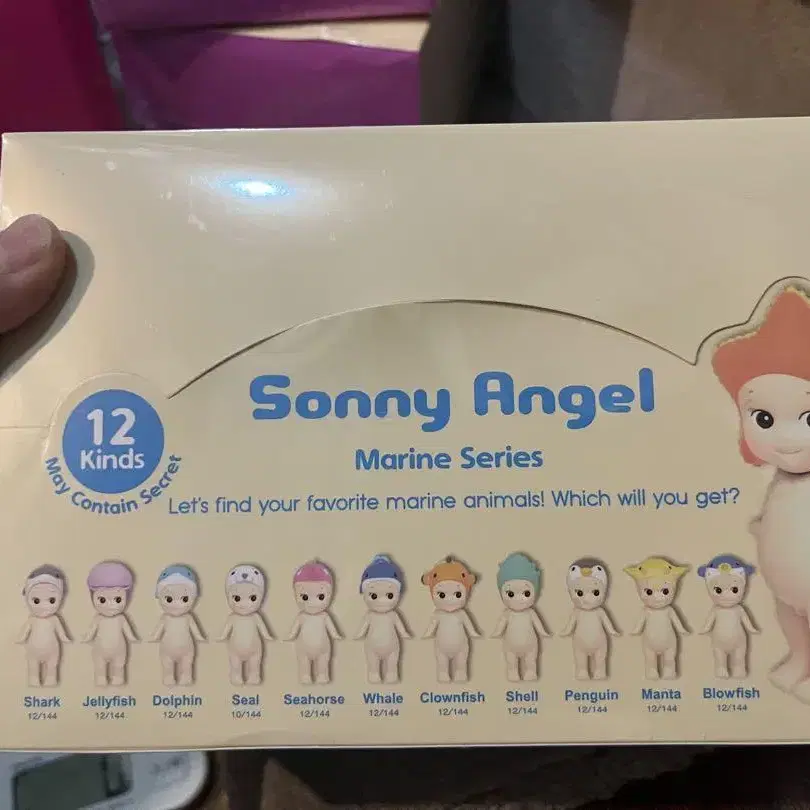 Sonny Angel
12
Kinds
May Contain Secret
Marine Series
Let's find your favorite marine animals! Which will you get?
Shark Jellyfish Dolphin Seal Seahorse Whale Clownfish Shell Penguin Manta Blowfish
12/144 12/144 12/144 10/144 12/144 12/144 12/144 12/144 12/144 12/144 12/144